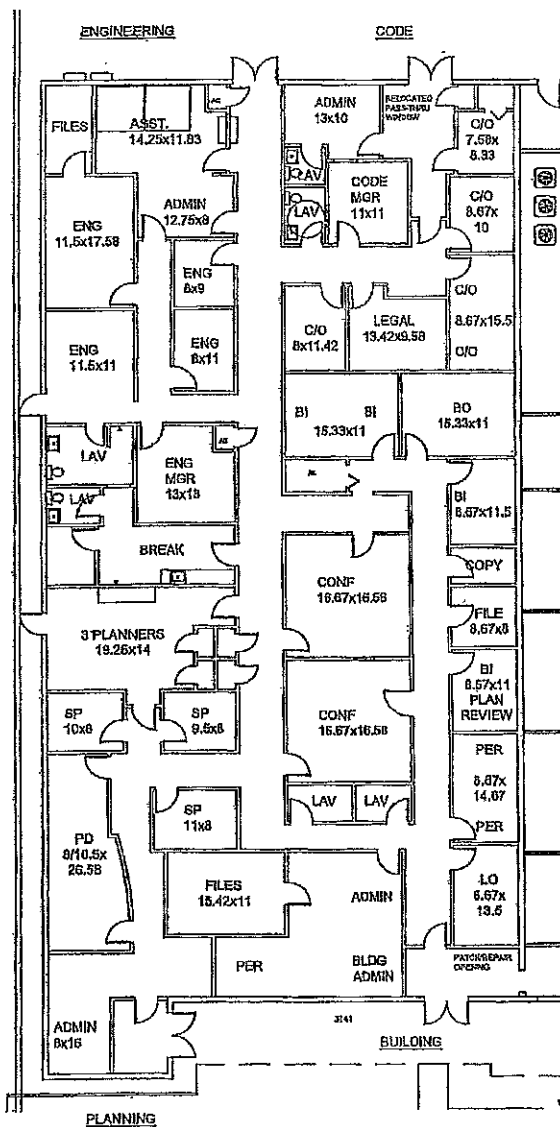 ENGINEERING
CODE
FILES
ASST.
14.25x11.83
ADMIN
13x10
RELOCATED
PASS-THRU
WINDOW
C/O
7.58x
8.33
LAV
ADMIN
12.75x8
CODE
MGR
11x11
LAV
C/O
8.67x
10
ENG
11.5x17.58
ENG
8x9
C/O
8.67x15.5
C/O
C/O
8x11.42
LEGAL
13.42x9.58
ENG
11.5x11
ENG
8x11
BI
BI
15.33x11
BO
15.33x11
LAV
ENG
MGR
13x13
LAV
BREAK
BI
8.67x11.5
COPY
CONF
16.67x16.58
FILE
8.67x8
3 PLANNERS
19.25x14
BI
8.67x11
PLAN
REVIEW
SP
10x8
SP
9.5x8
CONF
16.67x16.58
PER
8.67x
14.67
PER
LAV
LAV
SP
11x8
PD
8/10.5x
26.58
FILES
15.42x11
ADMIN
LO
8.67x
13.5
PER
BLDG
ADMIN
PATCH/REPAIR
OPENING
ADMIN
8x16
3141
BUILDING
PLANNING